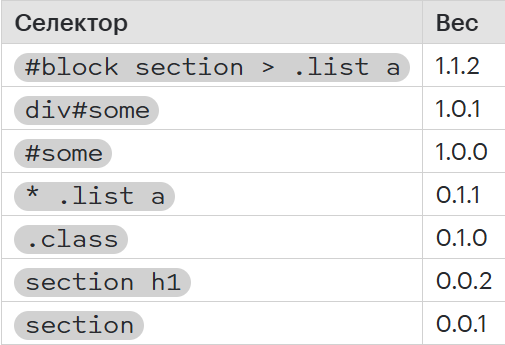 Селектор Вес
#block section > .list a 1.1.2
div#some 1.0.1
#some 1.0.0
* .list a 0.1.1
.class 0.1.0
section h1 0.0.2
section 0.0.1